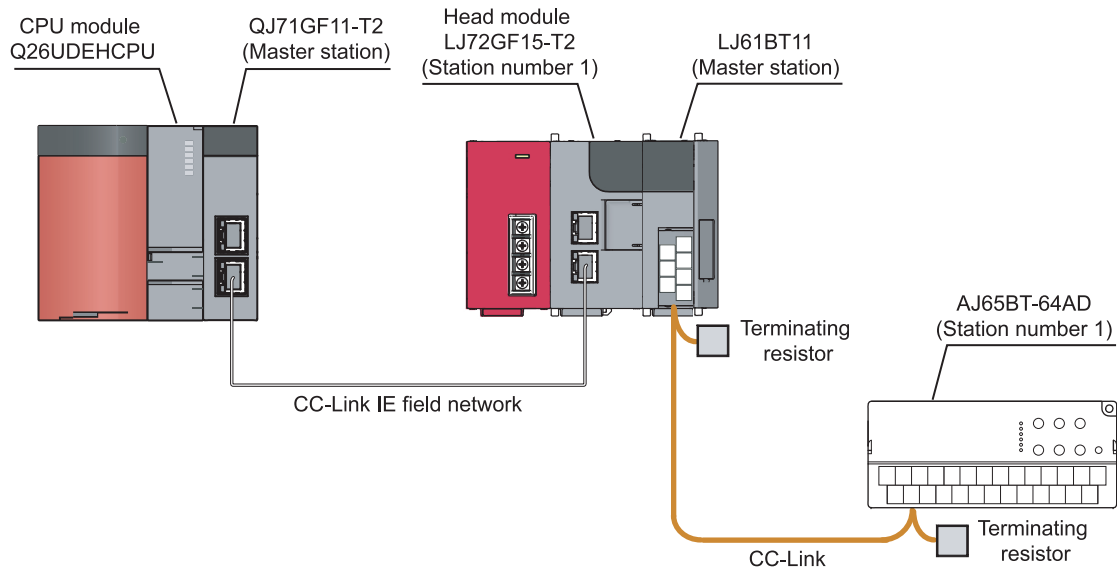 CPU module
Q26UDEHCPU
QJ71GF11-T2
(Master station)
Head module
LJ72GF15-T2
(Station number 1)
LJ61BT11
(Master station)
Terminating
resistor
AJ65BT-64AD
(Station number 1)
CC-Link IE field network
Terminating
resistor
CC-Link